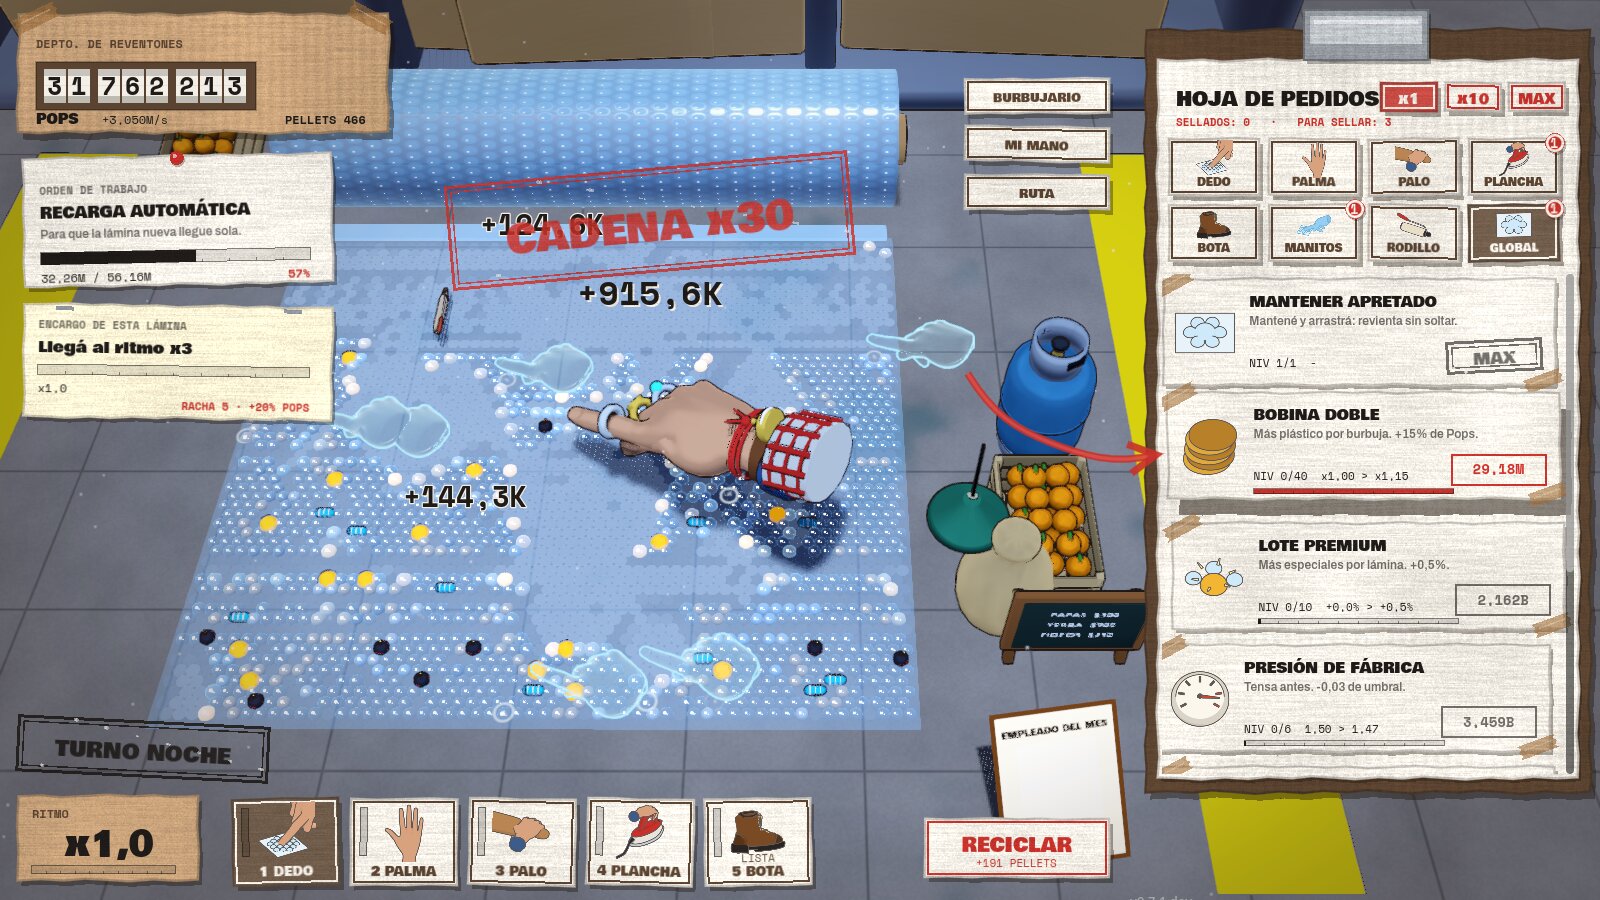 DEPTO. DE REVENTONES
31 762 213
POPS +3,050M/s PELLETS 466
ORDEN DE TRABAJO
RECARGA AUTOMÁTICA
Para que la lámina nueva llegue sola.
32,26M / 56,16M 57%
ENCARGO DE ESTA LÁMINA
Llegá al ritmo x3
x1,0
RACHA 5 · +20% POPS
CADENA x30
+915,6K
+144,3K
BURBUJARIO
MI MANO
RUTA
HOJA DE PEDIDOS x1 x10 MAX
SELLADOS: 0 · PARA SELLAR: 3
DEDO PALMA PALO PLANCHA 1
BOTA MANITOS 1 RODILLO GLOBAL 1
MANTENER APRETADO
Mantené y arrastrá: revienta sin soltar.
NIV 1/1 - MAX
BOBINA DOBLE
Más plástico por burbuja. +15% de Pops.
NIV 0/40 x1,00 > x1,15 29,18M
LOTE PREMIUM
Más especiales por lámina. +0,5%.
NIV 0/10 +0,0% > +0,5% 2,162B
PRESIÓN DE FÁBRICA
Tensa antes. -0,03 de umbral.
NIV 0/6 1,50 > 1,47 3,459B
EMPLEADO DEL MES
TURNO NOCHE
RITMO
x1,0
1 DEDO
2 PALMA
3 PALO
4 PLANCHA
LISTA
5 BOTA
RECICLAR
+191 PELLETS